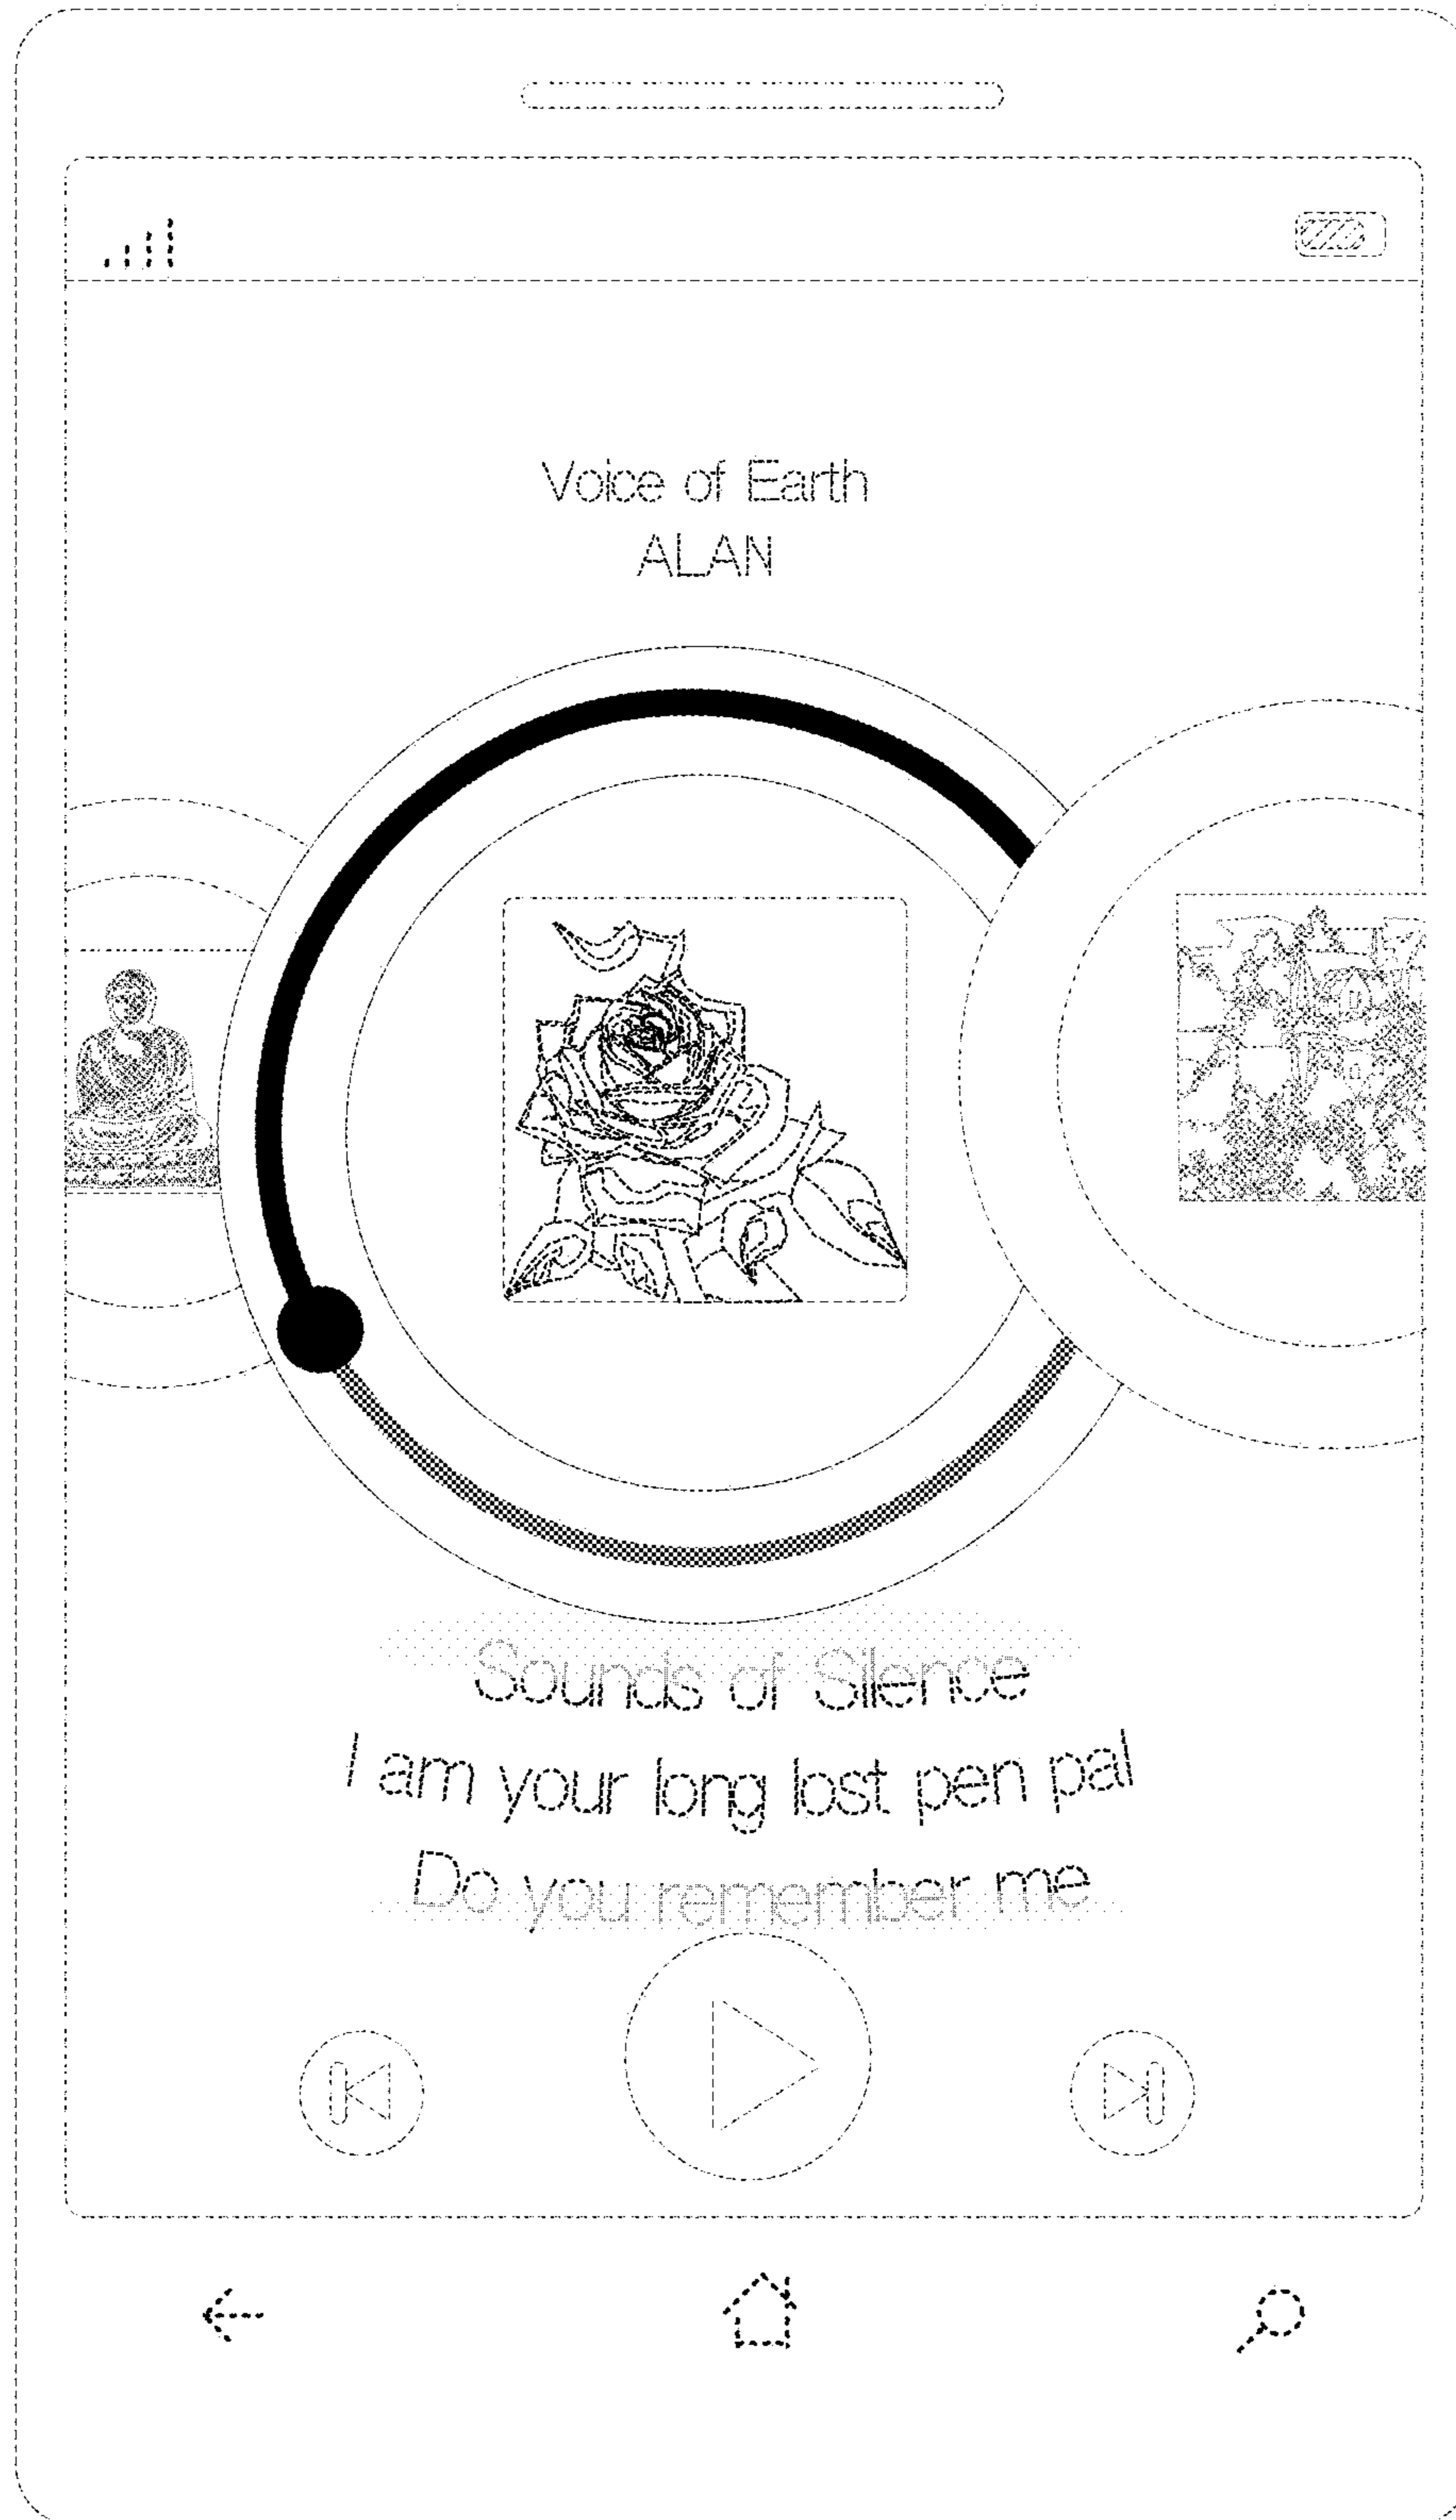 Voice of Earth
ALAN
Sounds of Silence
I am your long lost pen pal
Do you remember me